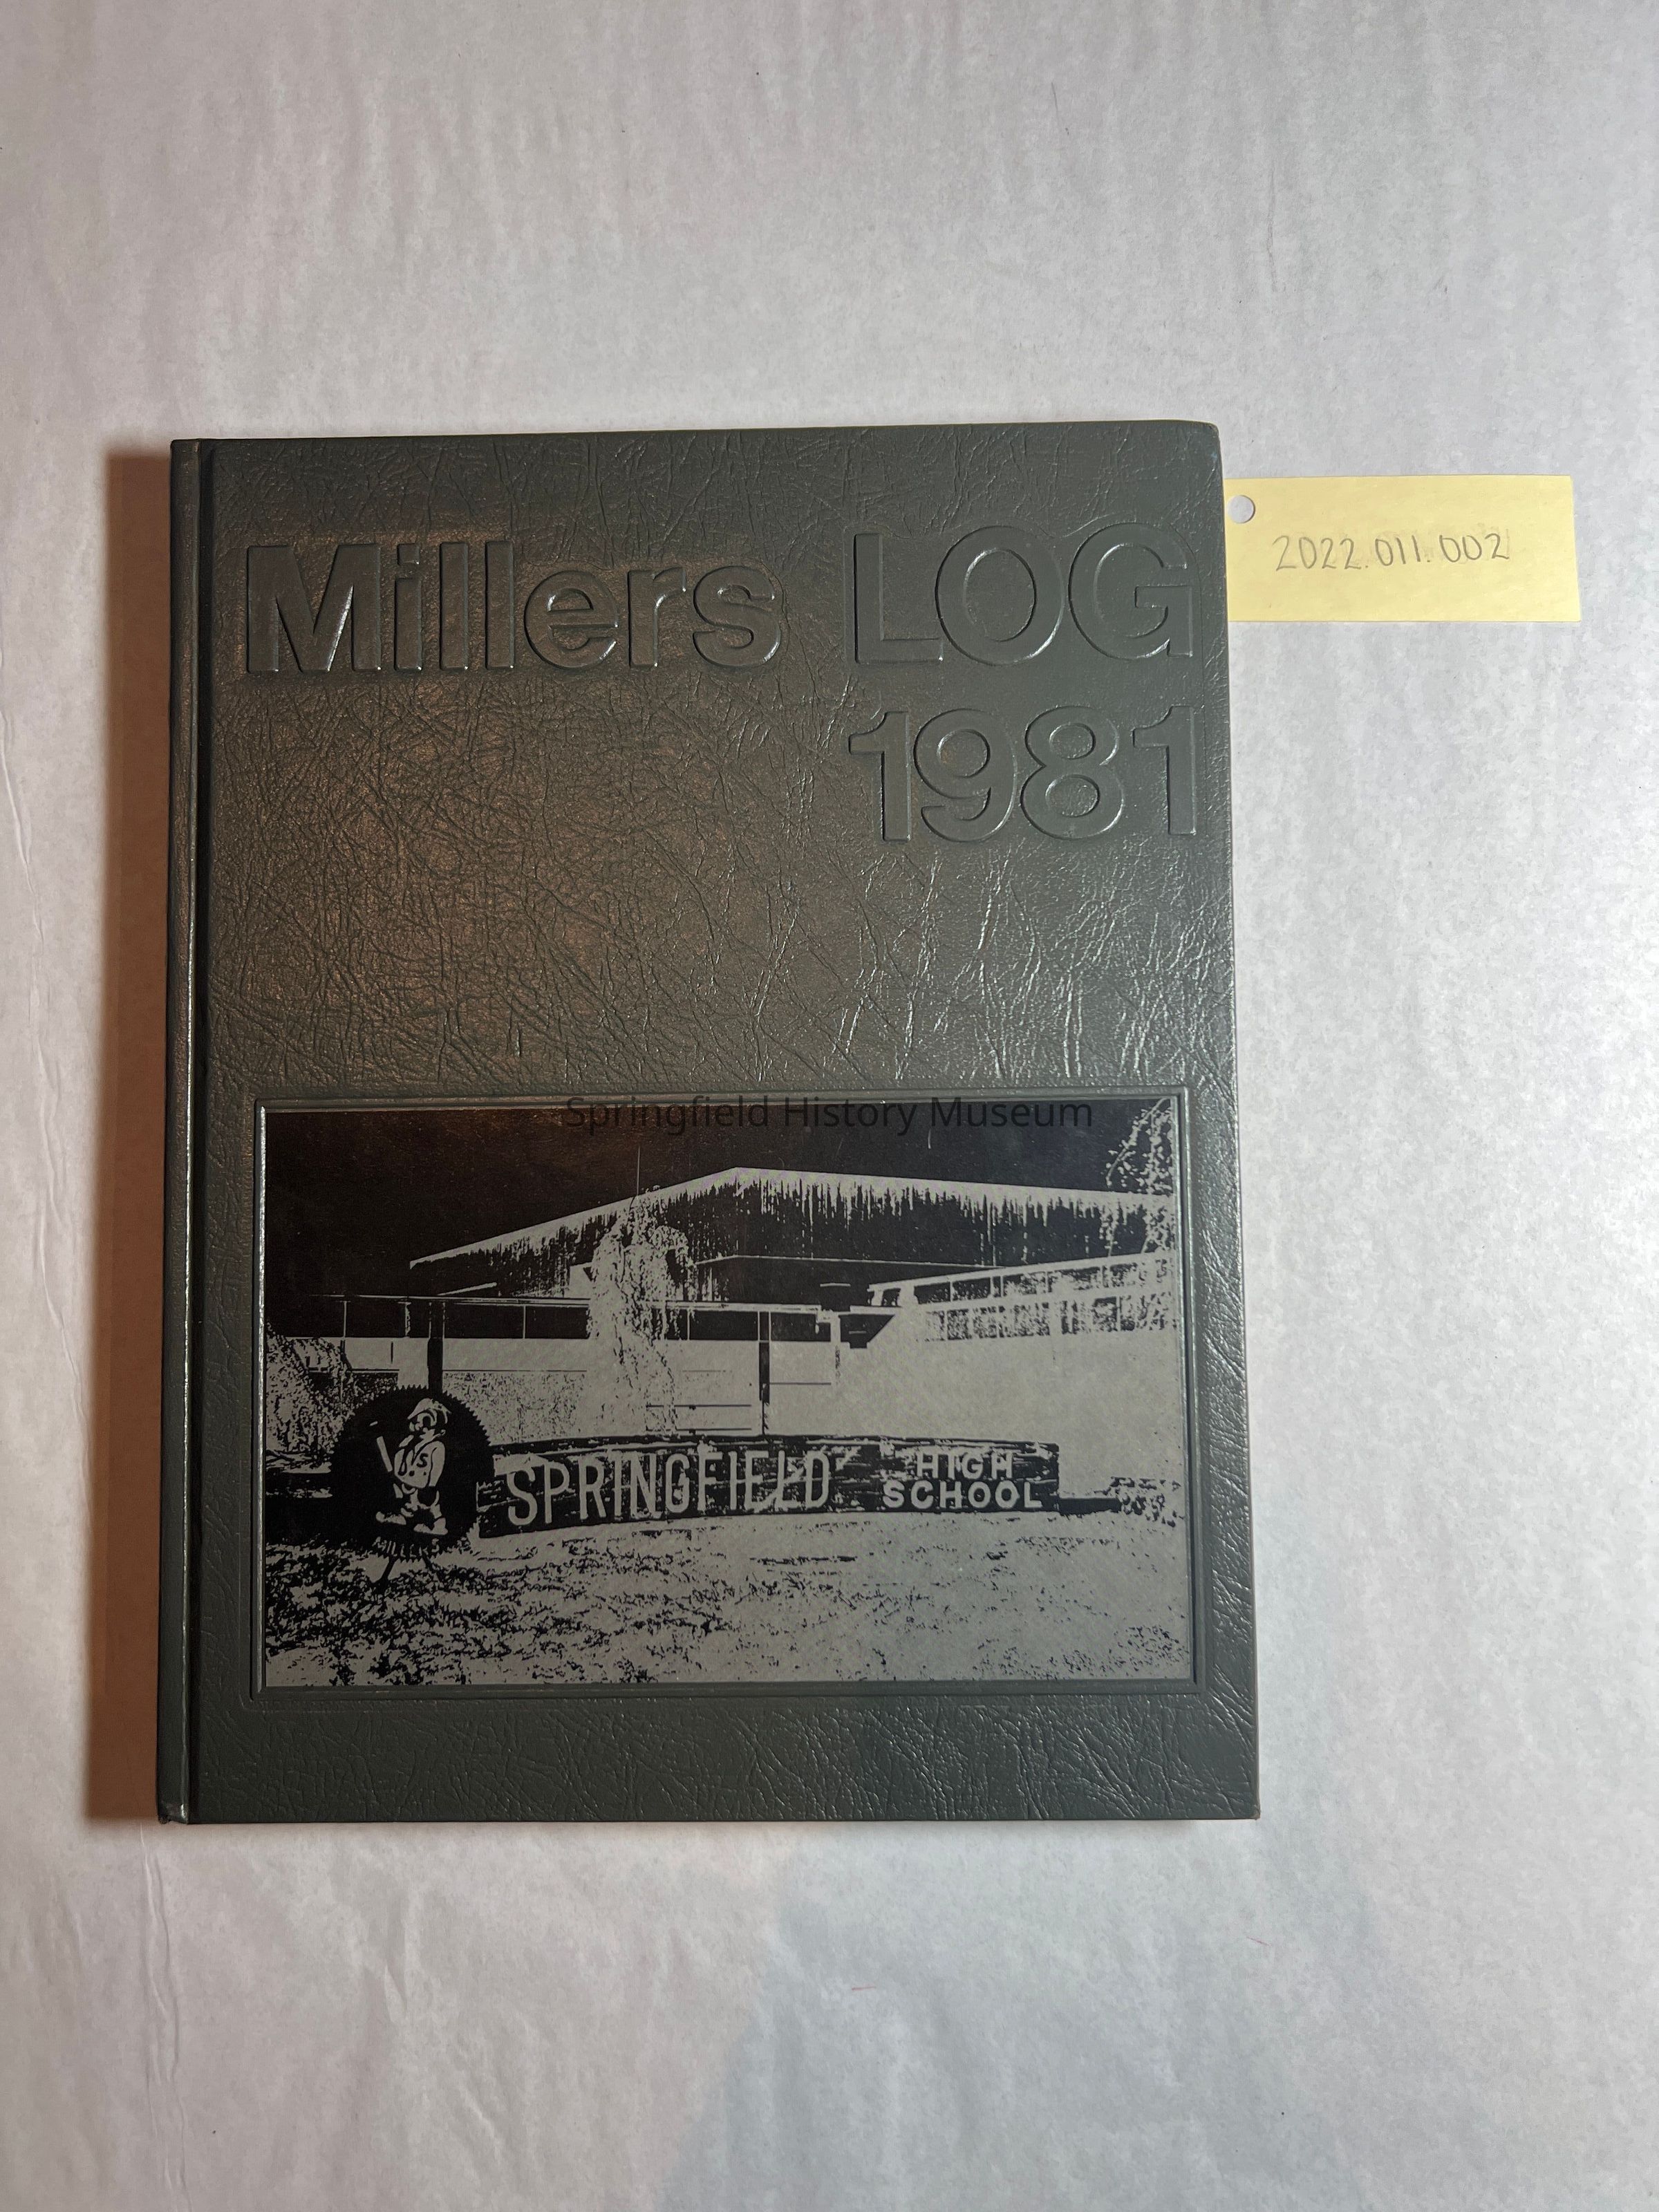 Millers LOG
1981
2022.011.002
Springfield History Museum
SPRINGFIELD HIGH
SCHOOL
S